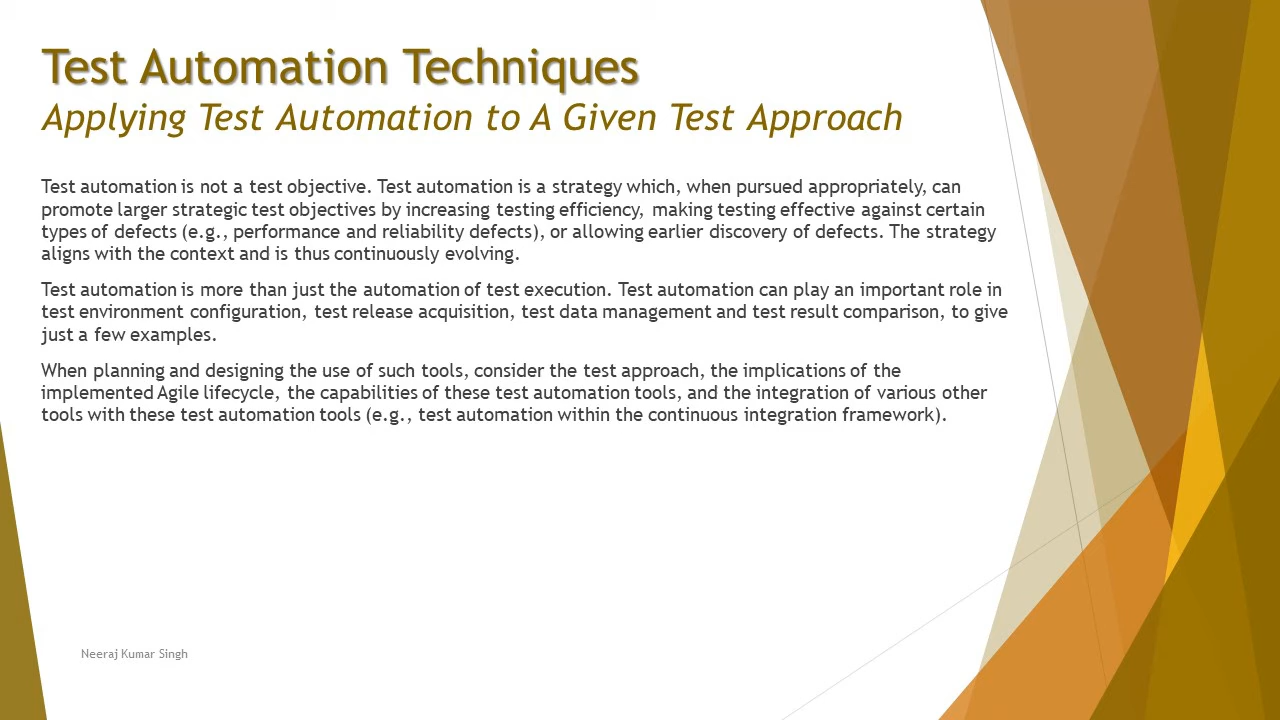 Test Automation Techniques
Applying Test Automation to A Given Test Approach
Test automation is not a test objective. Test automation is a strategy which, when pursued appropriately, can
promote larger strategic test objectives by increasing testing efficiency, making testing effective against certain
types of defects (e.g., performance and reliability defects), or allowing earlier discovery of defects. The strategy
aligns with the context and is thus continuously evolving.
Test automation is more than just the automation of test execution. Test automation can play an important role in
test environment configuration, test release acquisition, test data management and test result comparison, to give
just a few examples.
When planning and designing the use of such tools, consider the test approach, the implications of the
implemented Agile lifecycle, the capabilities of these test automation tools, and the integration of various other
tools with these test automation tools (e.g., test automation within the continuous integration framework).
Neeraj Kumar Singh